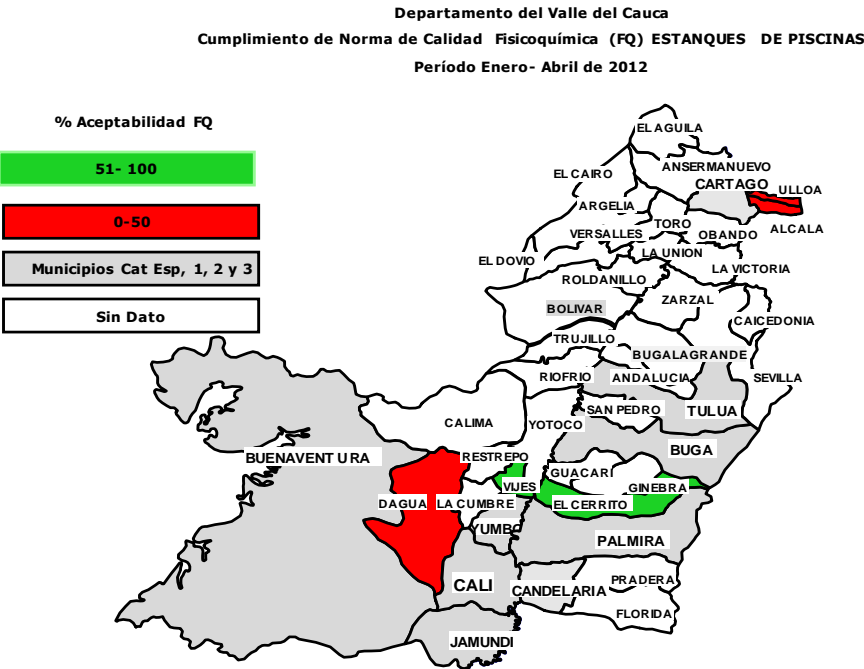 Departamento del Valle del Cauca
Cumplimiento de Norma de Calidad Fisicoquímica (FQ) ESTANQUES DE PISCINAS
Período Enero- Abril de 2012
% Aceptabilidad FQ
51- 100
0-50
Municipios Cat Esp, 1, 2 y 3
Sin Dato
EL AGUILA
ANSERMANUEVO
EL CAIRO
CARTAGO
ULLOA
ARGELIA
TORO
ALCALA
VERSALLES
OBANDO
EL DOVIO
LA UNION
LA VICTORIA
ROLDANILLO
ZARZAL
BOLIVAR
CAICEDONIA
TRUJILLO
BUGALAGRANDE
RIOFRIO
ANDALUCIA
SEVILLA
SAN PEDRO
TULUA
CALIMA
YOTOCO
BUGA
BUENAVENTURA
RESTREPO
GUACARI
VIJES
GINEBRA
DAGUA
LA CUMBRE
EL CERRITO
YUMBO
PALMIRA
CALI
CANDELARIA
PRADERA
FLORIDA
JAMUNDI